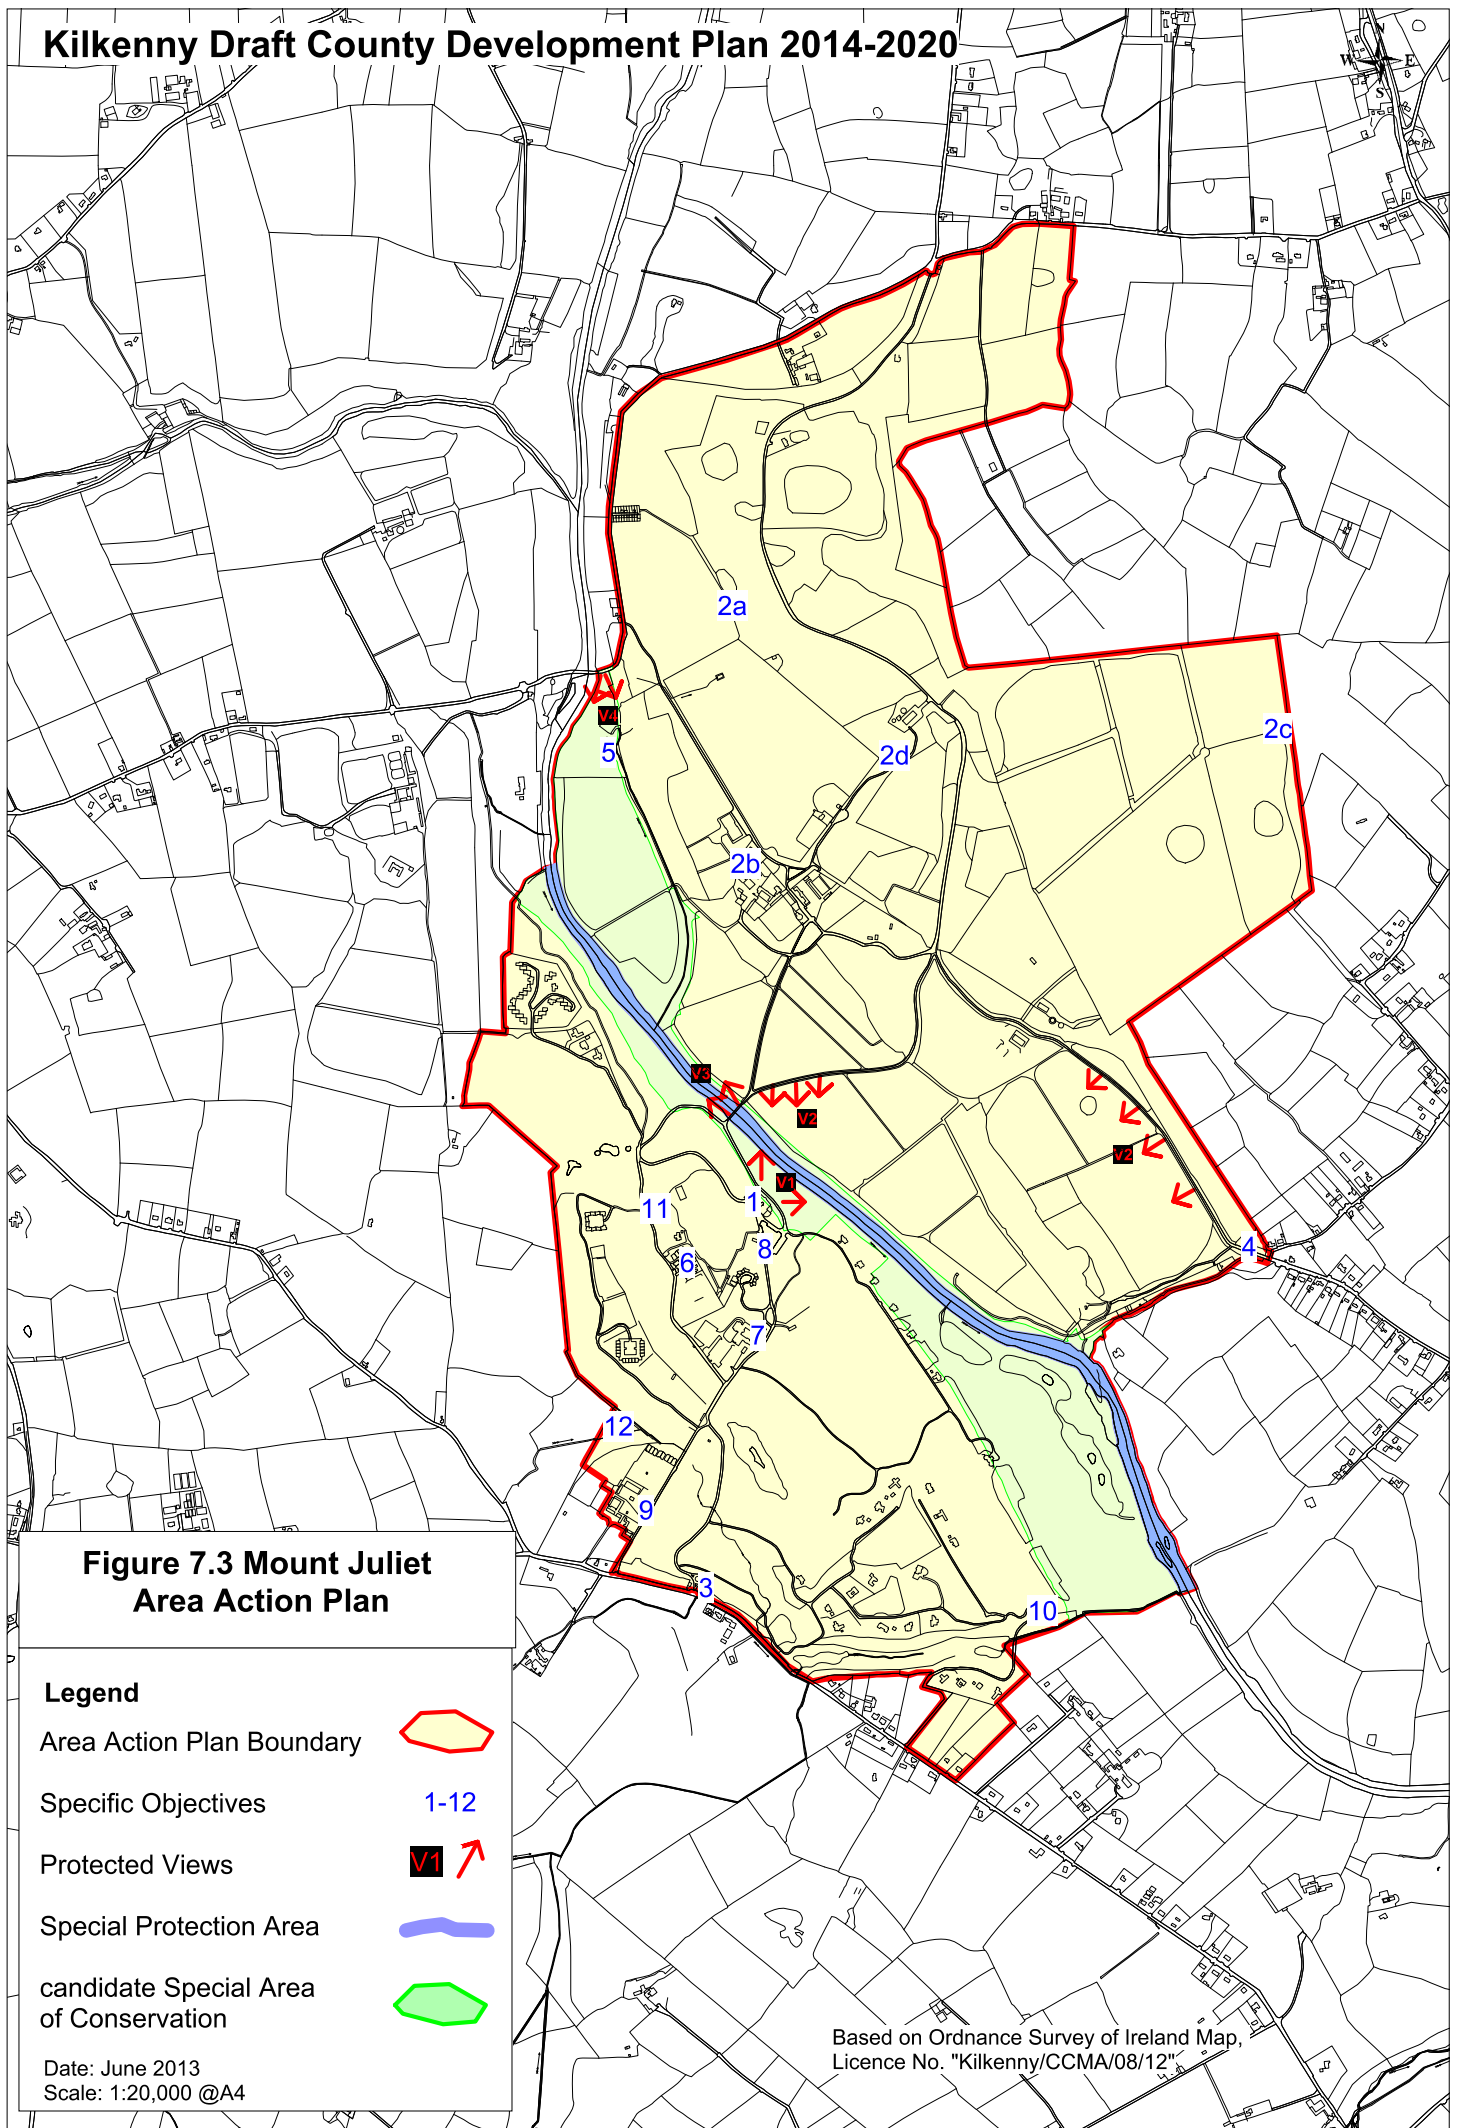 Kilkenny Draft County Development Plan 2014-2020
N
W E
S
2a
2c
V4
5
2d
2b
V3
V2
V2
V1
1
11
8
4
6
7
12
9
3
10
Figure 7.3 Mount Juliet
Area Action Plan
Legend
Area Action Plan Boundary
Specific Objectives 1-12
Protected Views V1
Special Protection Area
candidate Special Area
of Conservation
Date: June 2013
Scale: 1:20,000 @A4
Based on Ordnance Survey of Ireland Map,
Licence No. "Kilkenny/CCMA/08/12"